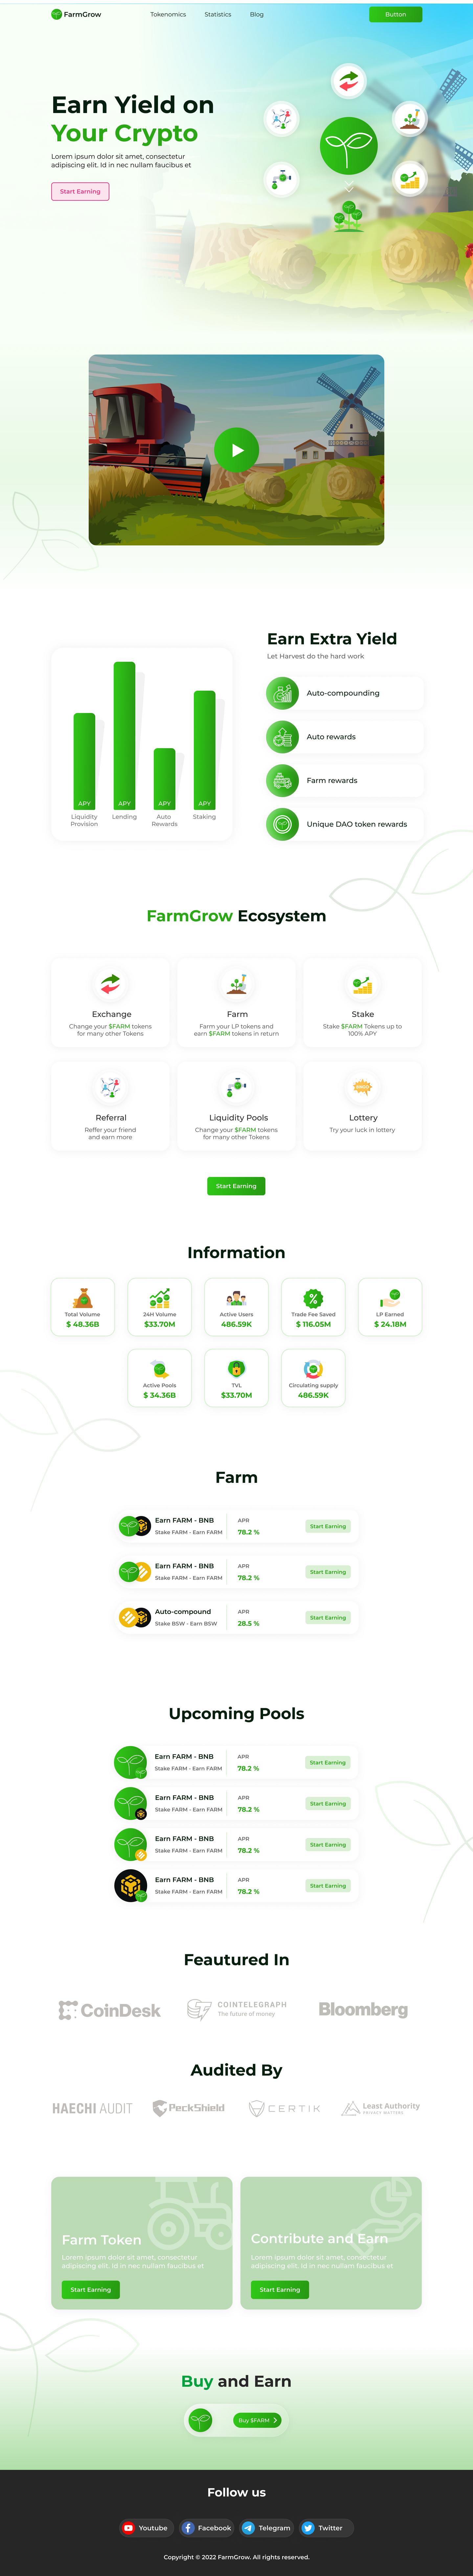 FarmGrow
Tokenomics
Statistics
Blog
Button
Earn Yield on
Your Crypto
Lorem ipsum dolor sit amet, consectetur
adipiscing elit. Id in nec nullam faucibus et
Start Earning
Earn Extra Yield
Let Harvest do the hard work
Auto-compounding
Auto rewards
Farm rewards
Unique DAO token rewards
APY
APY
APY
APY
Liquidity
Provision
Lending
Auto
Rewards
Staking
FarmGrow Ecosystem
Exchange
Change your $FARM tokens
for many other Tokens
Farm
Farm your LP tokens and
earn $FARM tokens in return
Stake
Stake $FARM Tokens up to
100% APY
Referral
Reffer your friend
and earn more
Liquidity Pools
Change your $FARM tokens
for many other Tokens
Lottery
Try your luck in lottery
Start Earning
Information
Total Volume
$ 48.36B
24H Volume
$33.70M
Active Users
486.59K
Trade Fee Saved
$ 116.05M
LP Earned
$ 24.18M
Active Pools
$ 34.36B
TVL
$33.70M
Circulating supply
486.59K
Farm
Earn FARM - BNB
Stake FARM - Earn FARM
APR
78.2 %
Start Earning
Earn FARM - BNB
Stake FARM - Earn FARM
APR
78.2 %
Start Earning
Auto-compound
Stake BSW - Earn BSW
APR
28.5 %
Start Earning
Upcoming Pools
Earn FARM - BNB
Stake FARM - Earn FARM
APR
78.2 %
Start Earning
Earn FARM - BNB
Stake FARM - Earn FARM
APR
78.2 %
Start Earning
Earn FARM - BNB
Stake FARM - Earn FARM
APR
78.2 %
Start Earning
Earn FARM - BNB
Stake FARM - Earn FARM
APR
78.2 %
Start Earning
Feautured In
CoinDesk
COINTELEGRAPH
The future of money
Bloomberg
Audited By
HAECHI AUDIT
PeckShield
CERTIK
Least Authority
PRIVACY MATTERS
Farm Token
Lorem ipsum dolor sit amet, consectetur
adipiscing elit. Id in nec nullam faucibus et
Start Earning
Contribute and Earn
Lorem ipsum dolor sit amet, consectetur
adipiscing elit. Id in nec nullam faucibus et
Start Earning
Buy and Earn
Buy $FARM
Follow us
Youtube
Facebook
Telegram
Twitter
Copyright © 2022 FarmGrow. All rights reserved.